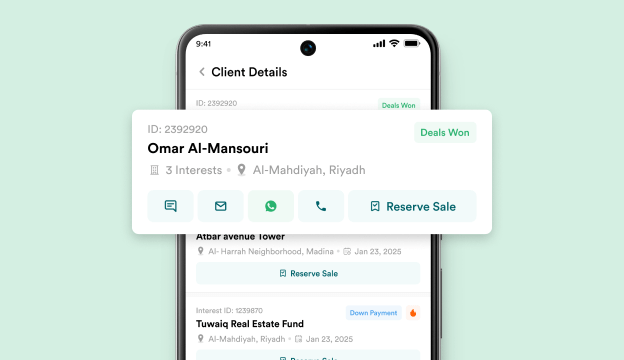 9:41
Client Details
ID: 2392920
Deals Won
ID: 2392920
Deals Won
Omar Al-Mansouri
3 Interests • Al-Mahdiyah, Riyadh
Reserve Sale
Atbar avenue Tower
Al- Harrah Neighborhood, Madina • Jan 23, 2025
Reserve Sale
Interest ID: 1239870
Down Payment
Tuwaiq Real Estate Fund
Al-Mahdiyah, Riyadh • Jan 23, 2025
Reserve Sale